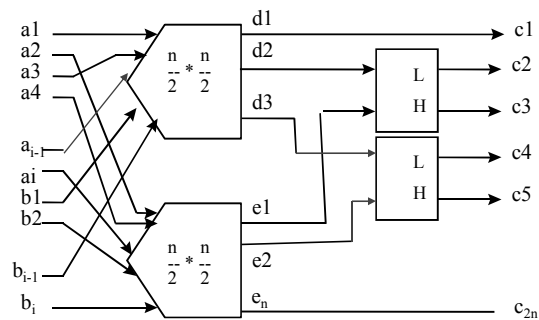 a1
a2
a3
a4
a_{i-1}
ai
b1
b2
b_{i-1}
b_i
n n
-- * --
2 2
n n
-- * --
2 2
d1
d2
d3
e1
e2
e_n
L
H
L
H
c1
c2
c3
c4
c5
c_{2n}